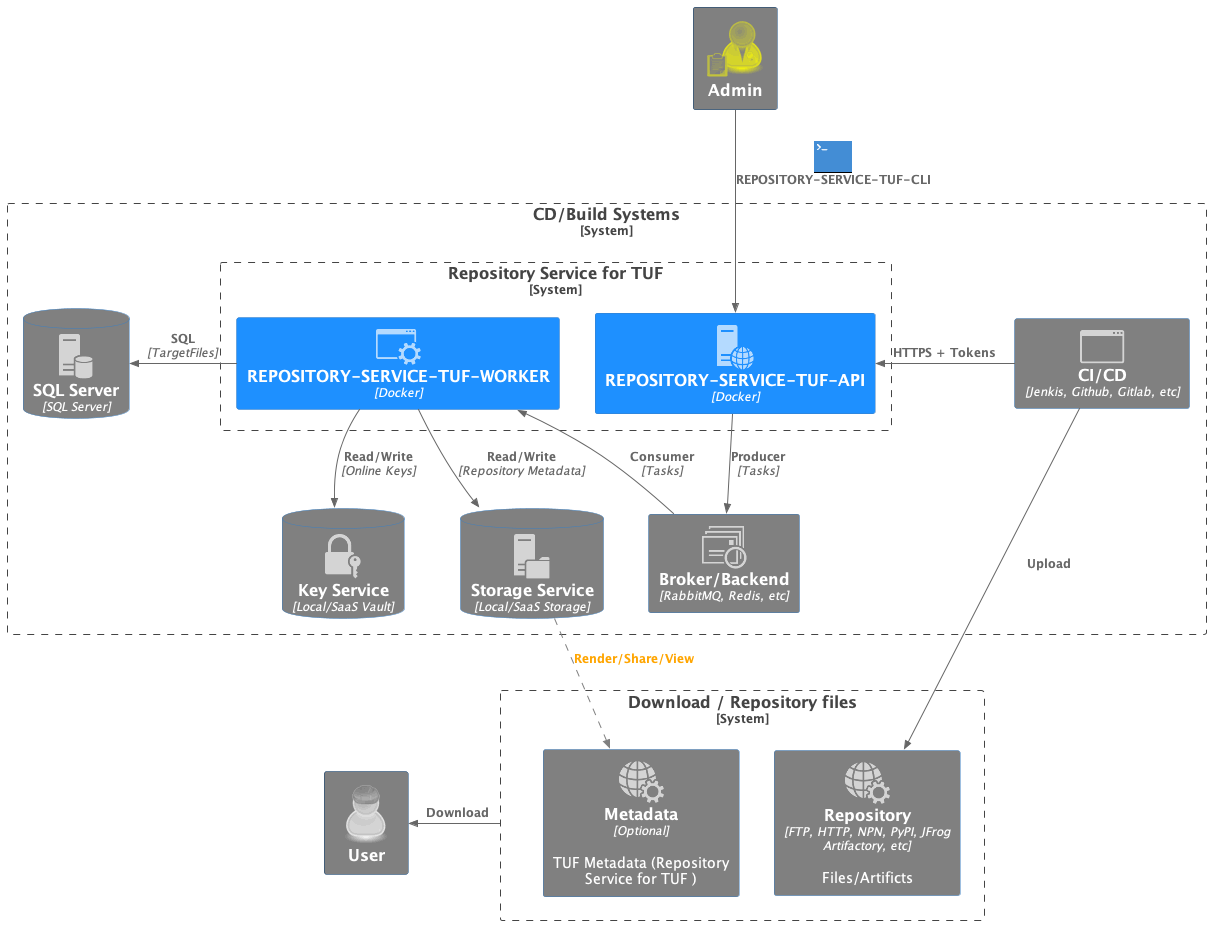 Admin
>_
REPOSITORY-SERVICE-TUF-CLI
CD/Build Systems
[System]
Repository Service for TUF
[System]
SQL
[TargetFiles]
SQL Server
[SQL Server]
REPOSITORY-SERVICE-TUF-WORKER
[Docker]
REPOSITORY-SERVICE-TUF-API
[Docker]
HTTPS + Tokens
CI/CD
[Jenkis, Github, Gitlab, etc]
Read/Write
[Online Keys]
Read/Write
[Repository Metadata]
Consumer
[Tasks]
Producer
[Tasks]
Key Service
[Local/SaaS Vault]
Storage Service
[Local/SaaS Storage]
Broker/Backend
[RabbitMQ, Redis, etc]
Upload
Render/Share/View
Download / Repository files
[System]
User
Download
Metadata
[Optional]
TUF Metadata (Repository
Service for TUF )
Repository
[FTP, HTTP, NPN, PyPI, JFrog
Artifactory, etc]
Files/Artificts